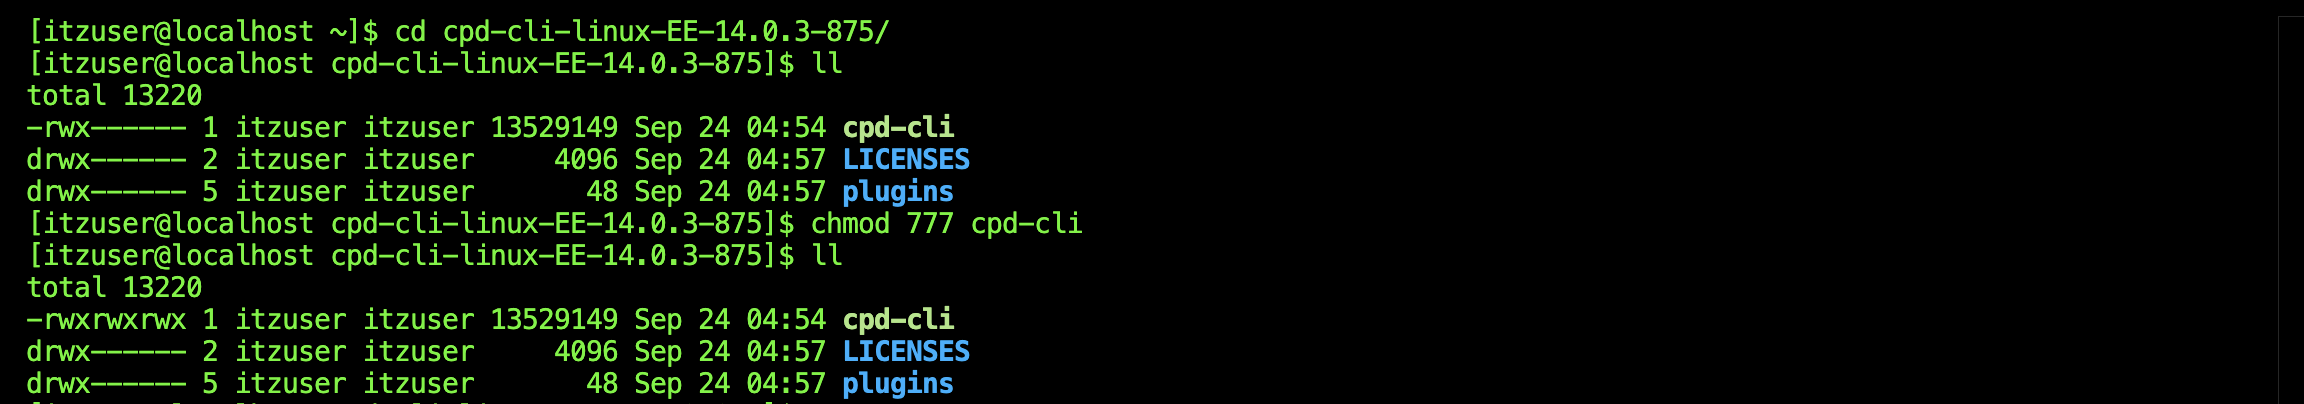 [itzuser@localhost ~]$ cd cpd-cli-linux-EE-14.0.3-875/
[itzuser@localhost cpd-cli-linux-EE-14.0.3-875]$ ll
total 13220
-rwx------ 1 itzuser itzuser 13529149 Sep 24 04:54 cpd-cli
drwx------ 2 itzuser itzuser     4096 Sep 24 04:57 LICENSES
drwx------ 5 itzuser itzuser       48 Sep 24 04:57 plugins
[itzuser@localhost cpd-cli-linux-EE-14.0.3-875]$ chmod 777 cpd-cli
[itzuser@localhost cpd-cli-linux-EE-14.0.3-875]$ ll
total 13220
-rwxrwxrwx 1 itzuser itzuser 13529149 Sep 24 04:54 cpd-cli
drwx------ 2 itzuser itzuser     4096 Sep 24 04:57 LICENSES
drwx------ 5 itzuser itzuser       48 Sep 24 04:57 plugins